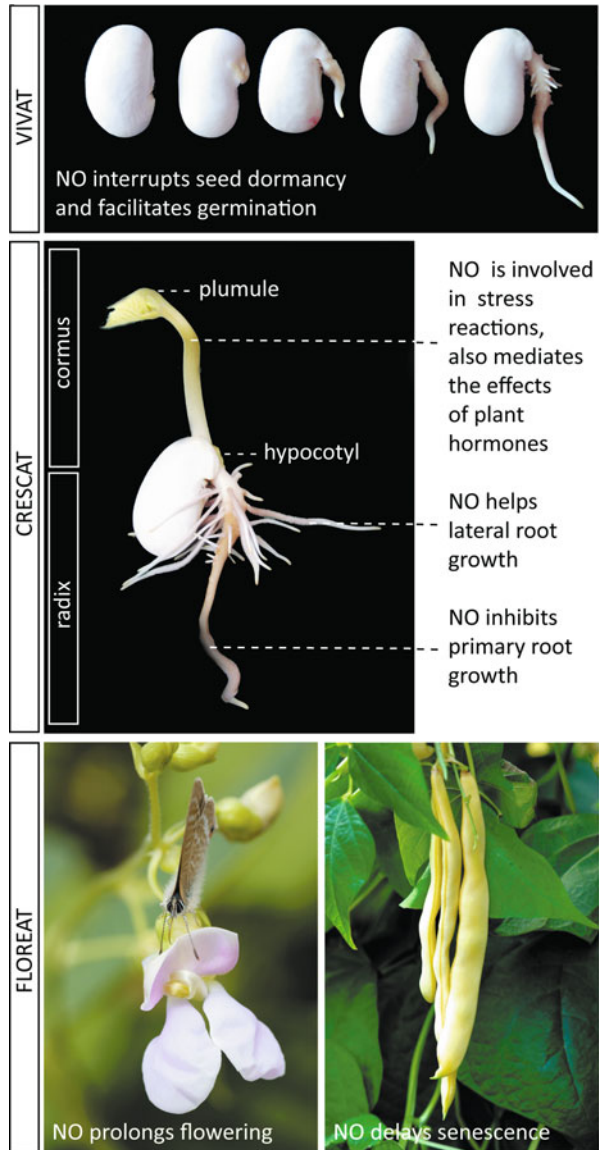 VIVAT
NO interrupts seed dormancy
and facilitates germination
CRESCAT
cormus
plumule
hypocotyl
radix
NO is involved
in stress
reactions,
also mediates
the effects
of plant
hormones
NO helps
lateral root
growth
NO inhibits
primary root
growth
FLOREAT
NO prolongs flowering
NO delays senescence